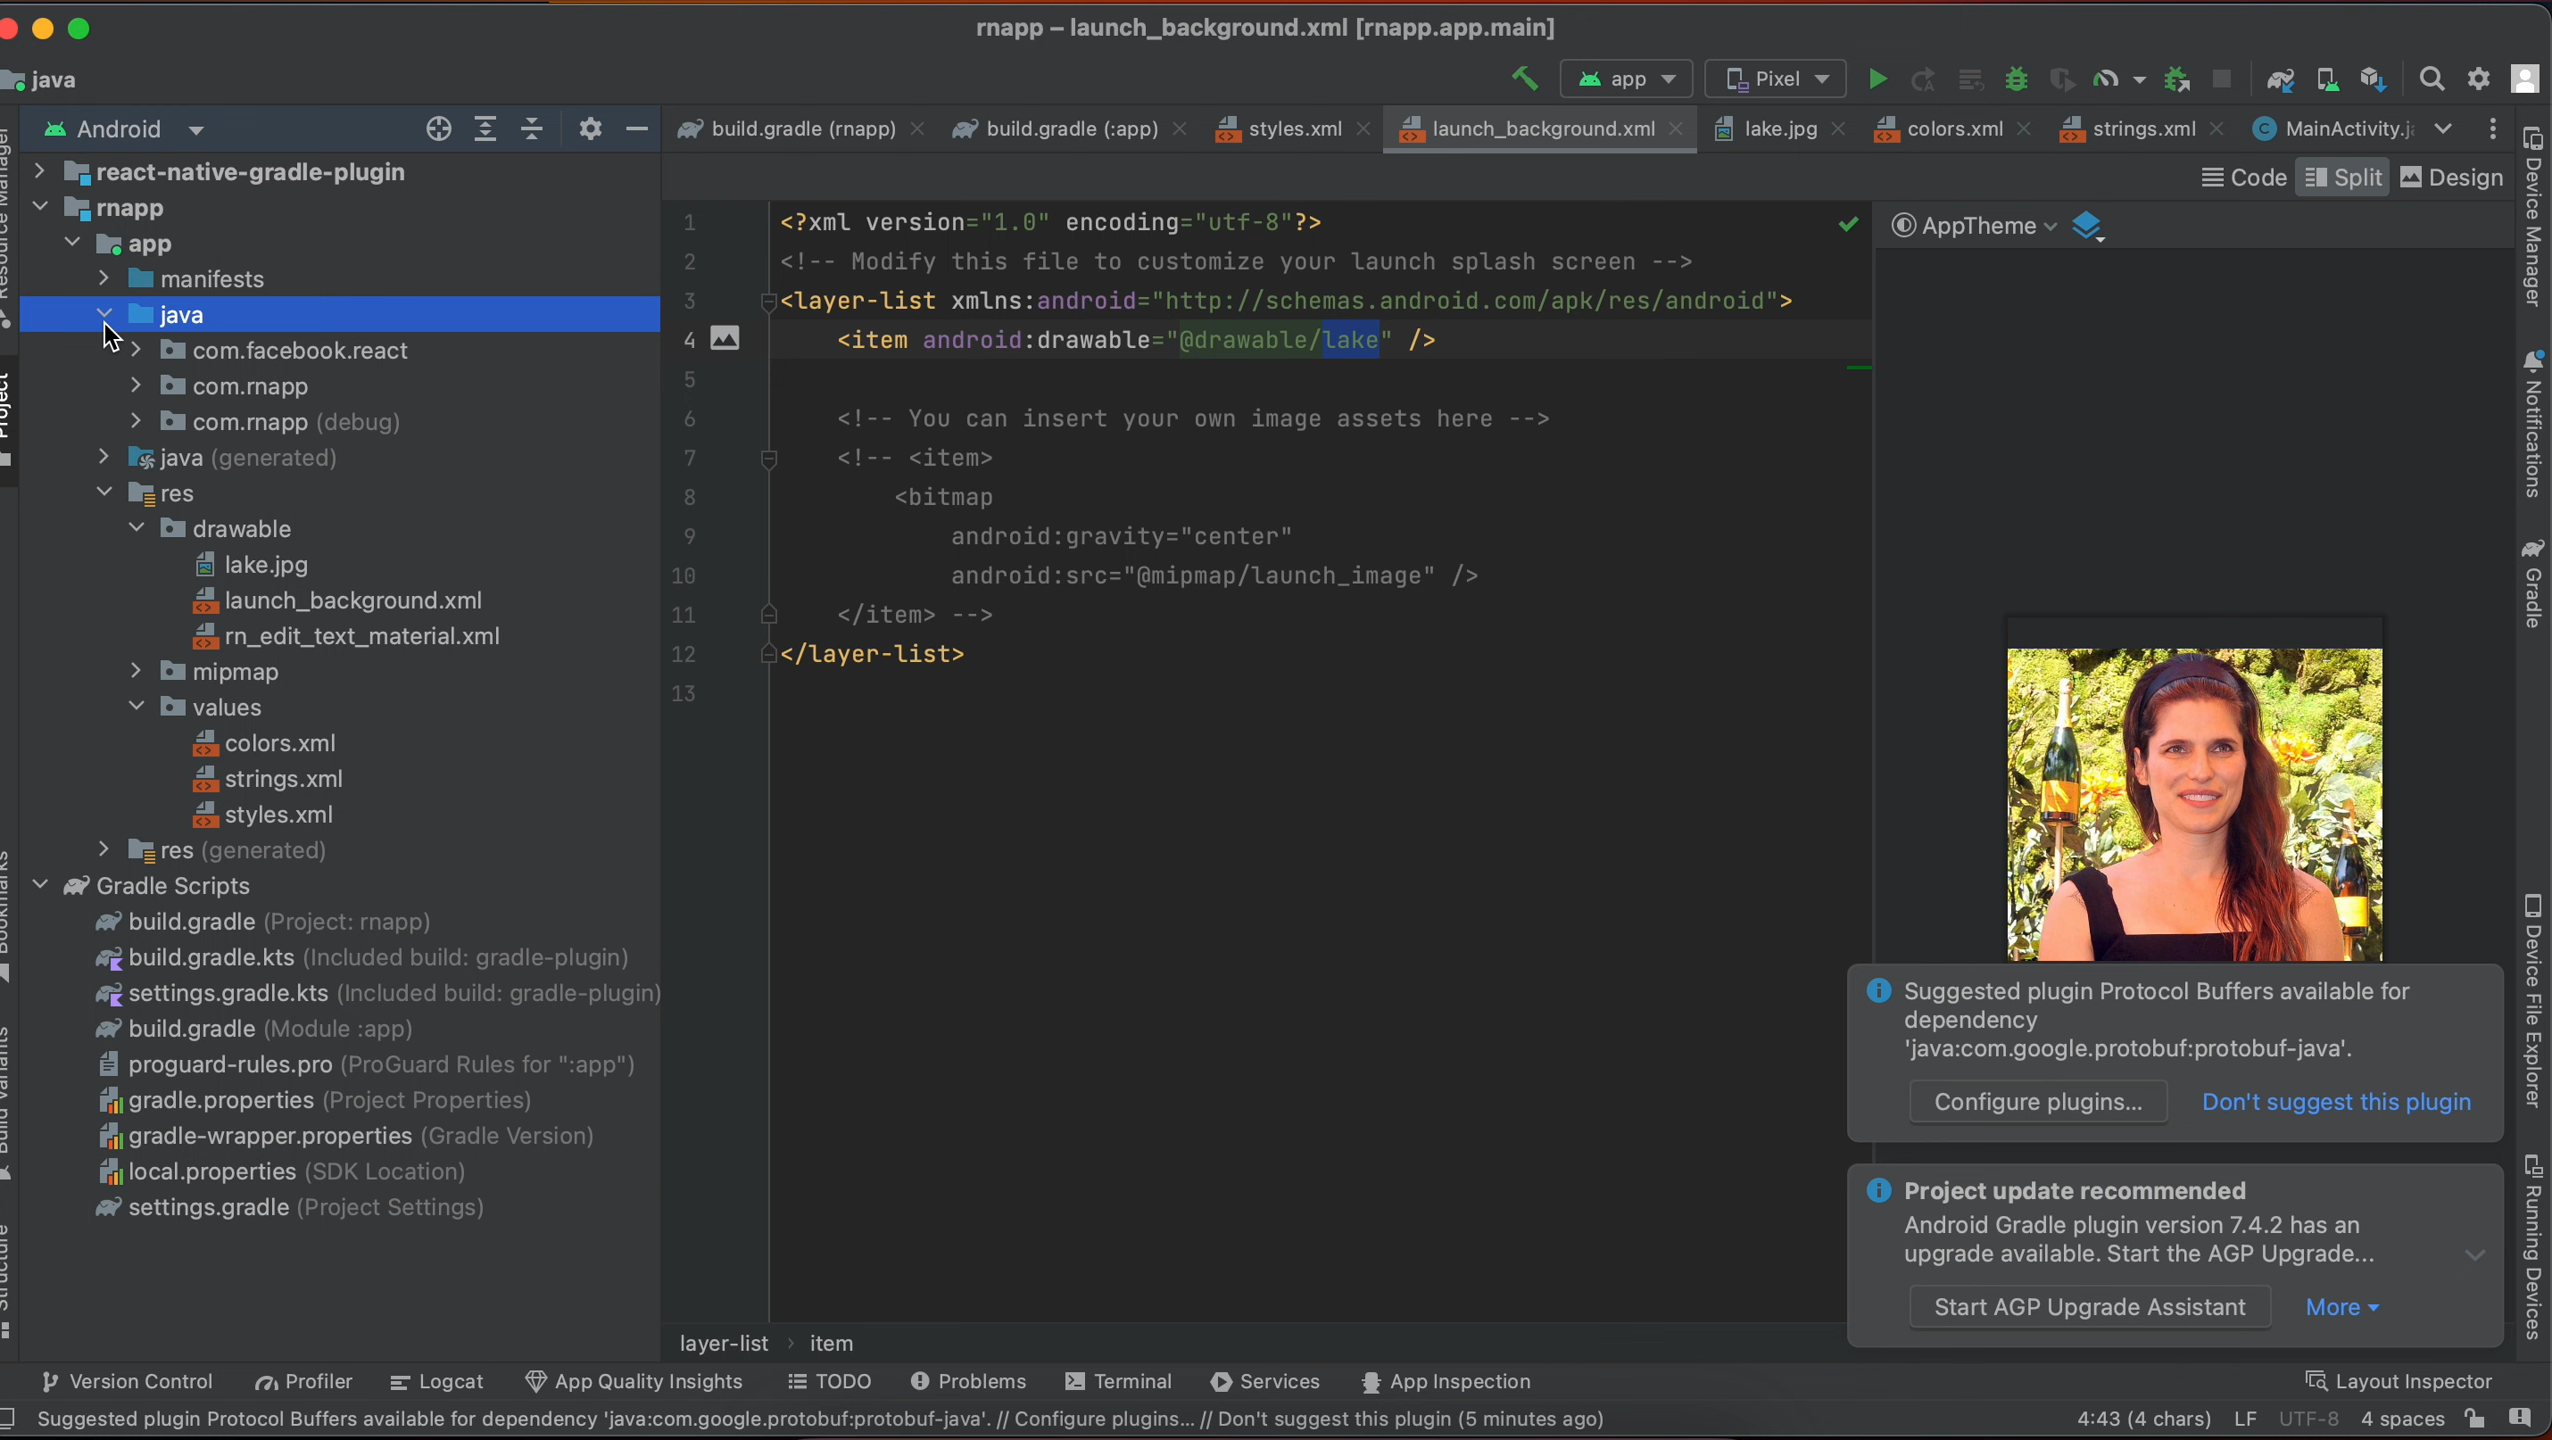 rnapp – launch_background.xml [rnapp.app.main]
java
app
Pixel
Android
build.gradle (rnapp)
build.gradle (:app)
styles.xml
launch_background.xml
lake.jpg
colors.xml
strings.xml
MainActivity.j
Code
Split
Design
react-native-gradle-plugin
rnapp
app
manifests
java
com.facebook.react
com.rnapp
com.rnapp (debug)
java (generated)
res
drawable
lake.jpg
launch_background.xml
rn_edit_text_material.xml
mipmap
values
colors.xml
strings.xml
styles.xml
res (generated)
Gradle Scripts
build.gradle (Project: rnapp)
build.gradle.kts (Included build: gradle-plugin)
settings.gradle.kts (Included build: gradle-plugin)
build.gradle (Module :app)
proguard-rules.pro (ProGuard Rules for ":app")
gradle.properties (Project Properties)
gradle-wrapper.properties (Gradle Version)
local.properties (SDK Location)
settings.gradle (Project Settings)
1 <?xml version="1.0" encoding="utf-8"?>
2 <!-- Modify this file to customize your launch splash screen -->
3 <layer-list xmlns:android="http://schemas.android.com/apk/res/android">
4 <item android:drawable="@drawable/lake" />
5
6 <!-- You can insert your own image assets here -->
7 <!-- <item>
8 <bitmap
9 android:gravity="center"
10 android:src="@mipmap/launch_image" />
11 </item> -->
12 </layer-list>
13
AppTheme
Suggested plugin Protocol Buffers available for
dependency
'java:com.google.protobuf:protobuf-java'.
Configure plugins...
Don't suggest this plugin
Project update recommended
Android Gradle plugin version 7.4.2 has an
upgrade available. Start the AGP Upgrade...
Start AGP Upgrade Assistant
More
Device Manager
Notifications
Gradle
Device File Explorer
Running Devices
Resource Manager
Project
Bookmarks
Build Variants
Structure
layer-list › item
Version Control
Profiler
Logcat
App Quality Insights
TODO
Problems
Terminal
Services
App Inspection
Layout Inspector
Suggested plugin Protocol Buffers available for dependency 'java:com.google.protobuf:protobuf-java'. // Configure plugins... // Don't suggest this plugin (5 minutes ago)
4:43 (4 chars)
LF
UTF-8
4 spaces